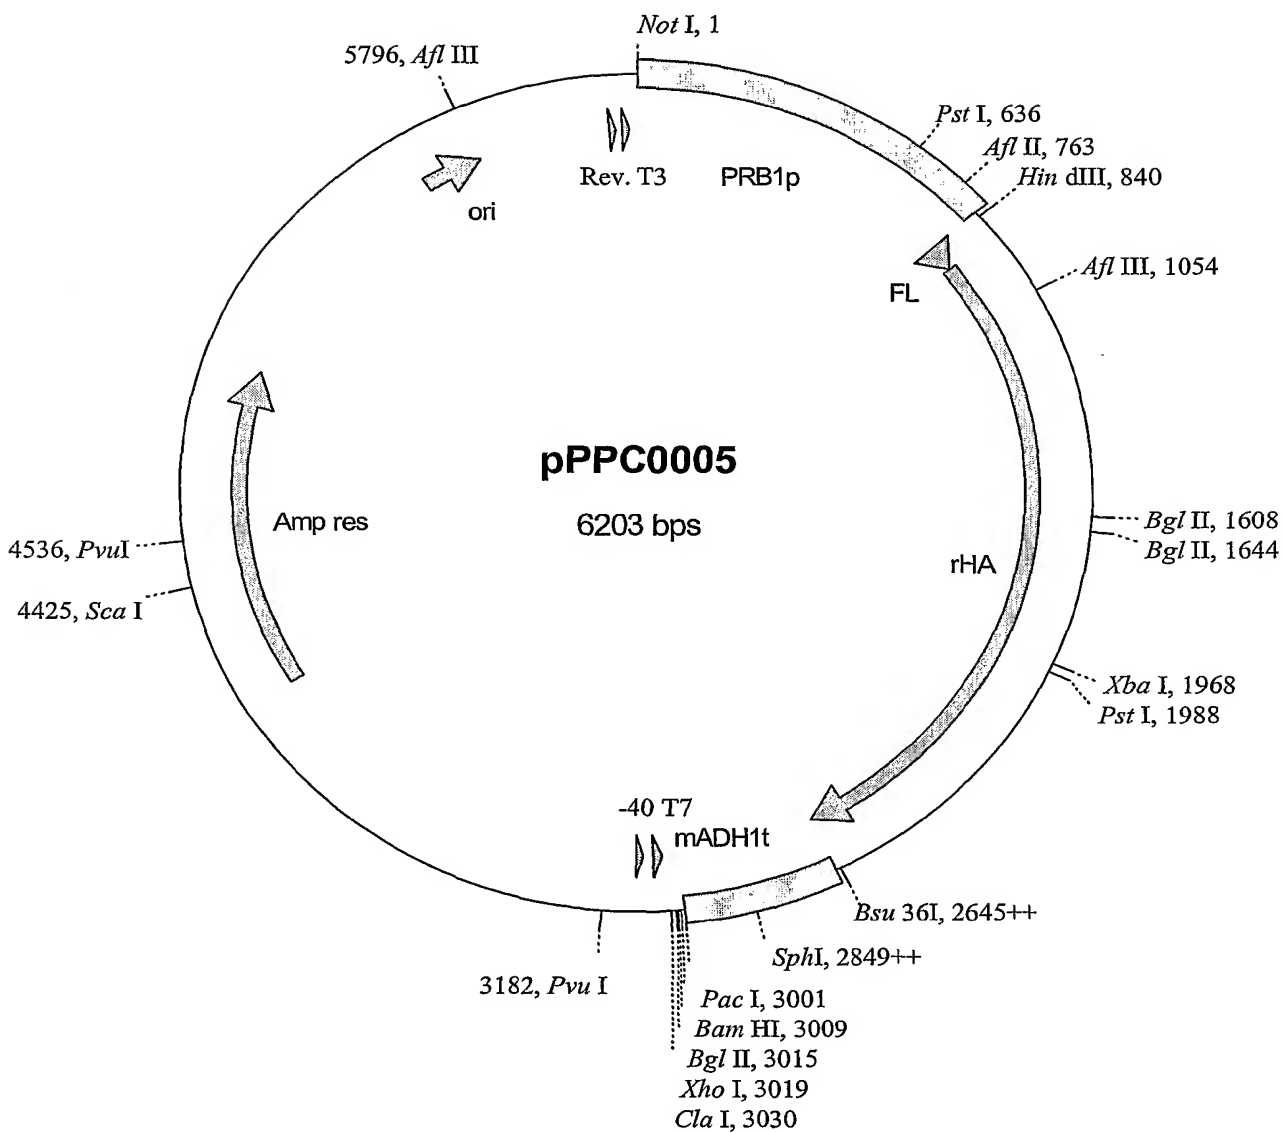 Not I, 1
5796, Afl III
Pst I, 636
Afl II, 763
Hin dIII, 840
Rev. T3
PRB1p
ori
Afl III, 1054
FL
pPPC0005
6203 bps
Amp res
Bgl II, 1608
Bgl II, 1644
4536, PvuI
rHA
4425, Sca I
Xba I, 1968
Pst I, 1988
-40 T7
mADH1t
Bsu 36I, 2645++
SphI, 2849++
3182, Pvu I
Pac I, 3001
Bam HI, 3009
Bgl II, 3015
Xho I, 3019
Cla I, 3030